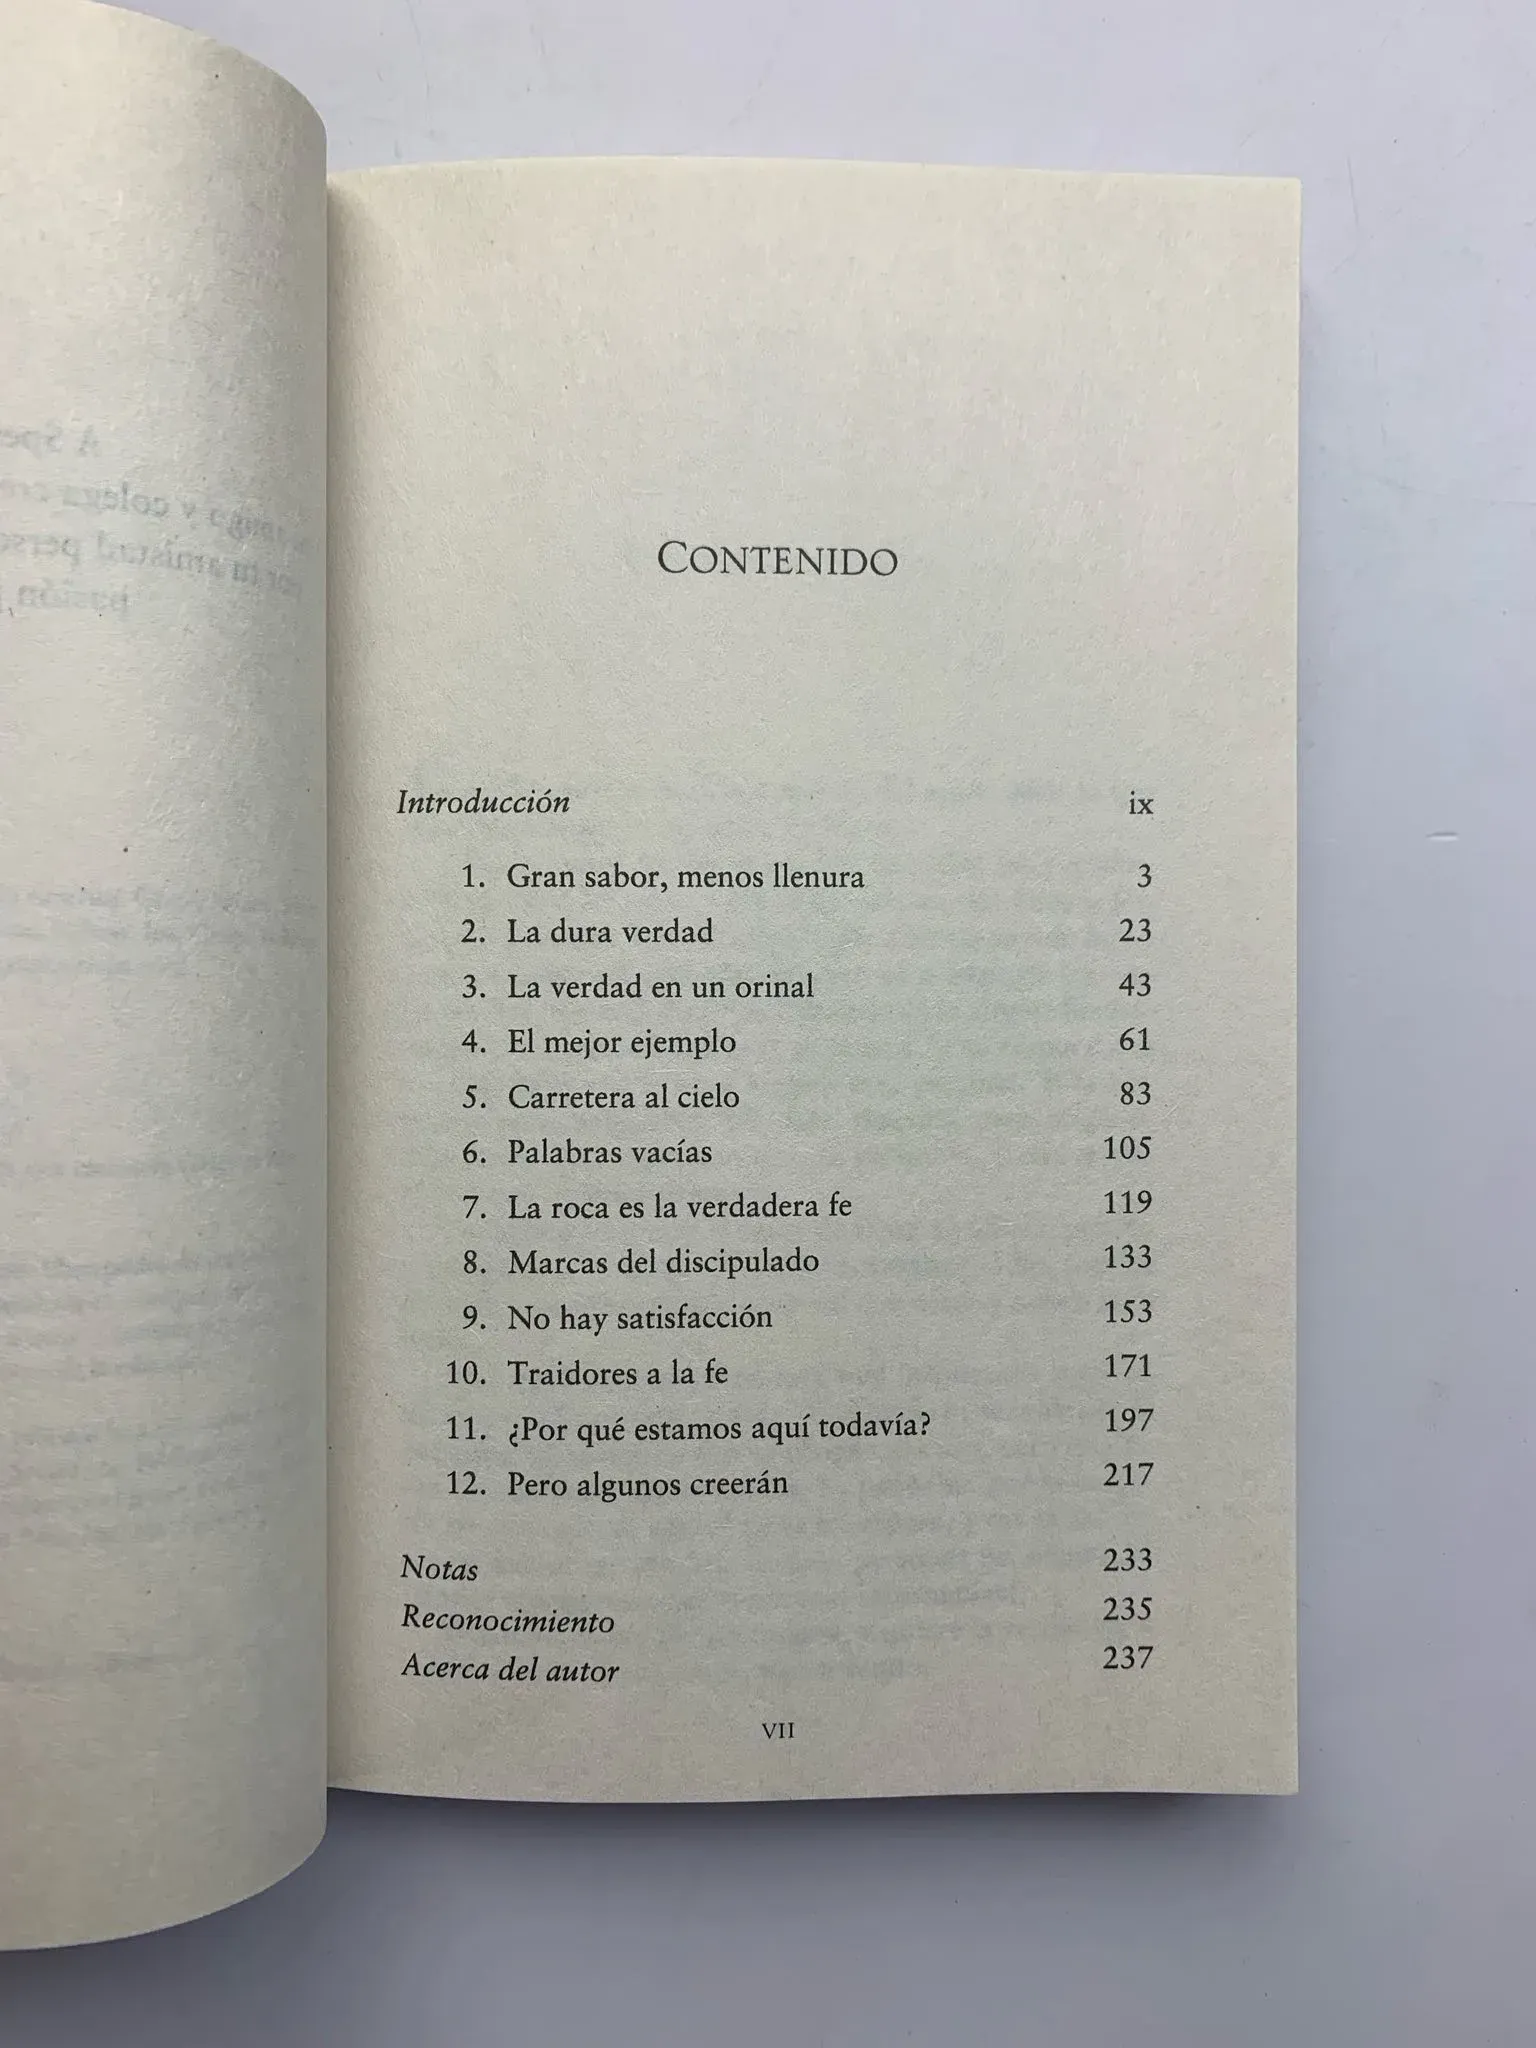 CONTENIDO
Introducción ix
1. Gran sabor, menos llenura 3
2. La dura verdad 23
3. La verdad en un orinal 43
4. El mejor ejemplo 61
5. Carretera al cielo 83
6. Palabras vacías 105
7. La roca es la verdadera fe 119
8. Marcas del discipulado 133
9. No hay satisfacción 153
10. Traidores a la fe 171
11. ¿Por qué estamos aquí todavía? 197
12. Pero algunos creerán 217
Notas 233
Reconocimiento 235
Acerca del autor 237
VII